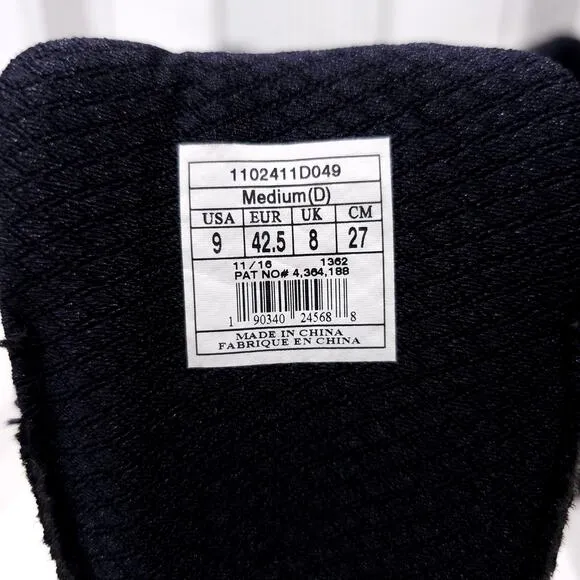 1102411D049
Medium(D)
USA EUR UK CM
9 42.5 8 27
11/16 1362
PAT NO# 4,364,188
1 90340 24568 8
MADE IN CHINA
FABRIQUE EN CHINA